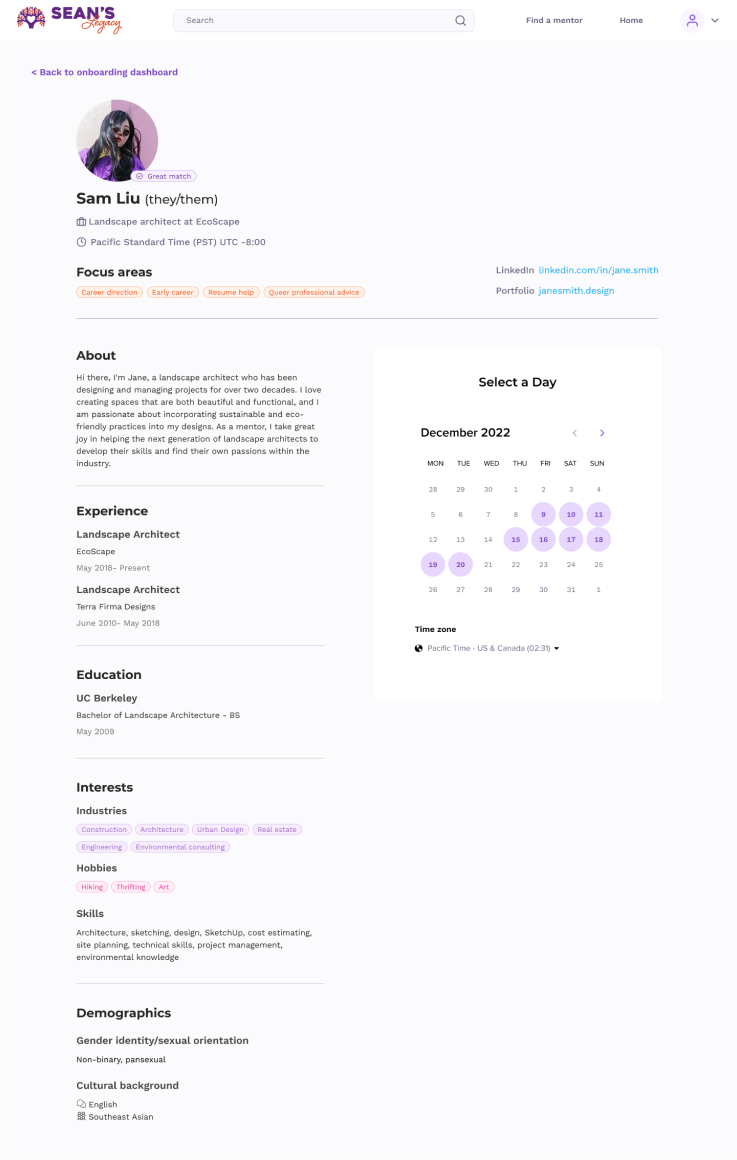 SEAN'S
Legacy
Search
Find a mentor
Home
< Back to onboarding dashboard
Great match
Sam Liu (they/them)
Landscape architect at EcoScape
Pacific Standard Time (PST) UTC -8:00
Focus areas
Career direction Early career Resume help Queer professional advice
LinkedIn linkedin.com/in/jane.smith
Portfolio janesmith.design
About
Hi there, I'm Jane, a landscape architect who has been
designing and managing projects for over two decades. I love
creating spaces that are both beautiful and functional, and I
am passionate about incorporating sustainable and eco-
friendly practices into my designs. As a mentor, I take great
joy in helping the next generation of landscape architects to
develop their skills and find their own passions within the
industry.
Experience
Landscape Architect
EcoScape
May 2018- Present
Landscape Architect
Terra Firma Designs
June 2010- May 2018
Education
UC Berkeley
Bachelor of Landscape Architecture - BS
May 2009
Interests
Industries
Construction Architecture Urban Design Real estate
Engineering Environmental consulting
Hobbies
Hiking Thrifting Art
Skills
Architecture, sketching, design, SketchUp, cost estimating,
site planning, technical skills, project management,
environmental knowledge
Demographics
Gender identity/sexual orientation
Non-binary, pansexual
Cultural background
English
Southeast Asian
Select a Day
December 2022 < >
MON TUE WED THU FRI SAT SUN
28 29 30 1 2 3 4
5 6 7 8 9 10 11
12 13 14 15 16 17 18
19 20 21 22 23 24 25
26 27 28 29 30 31 1
Time zone
Pacific Time - US & Canada (02:31)